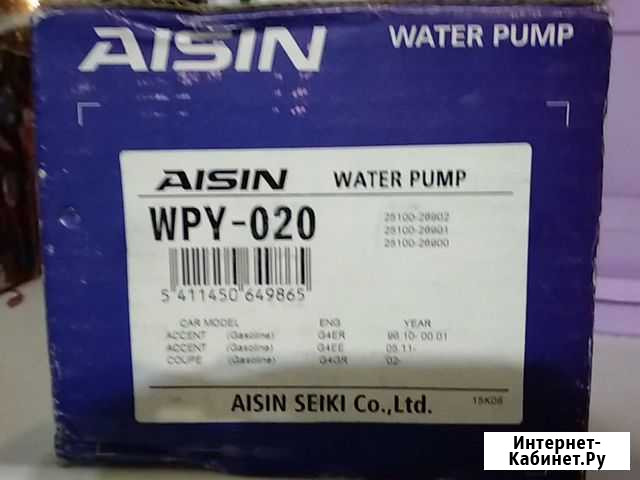 AISIN WATER PUMP
AISIN WATER PUMP
WPY-020
25100-26902
25100-26901
25100-26900
5 411450 649865
CAR MODEL ENG YEAR
ACCENT (Gasoline) G4ER 98.10- 00.01
ACCENT (Gasoline) G4EE 05.11-
COUPE (Gasoline) G4GR 02-
AISIN SEIKI Co.,Ltd. 15K06
Интернет-
Кабинет.Ру